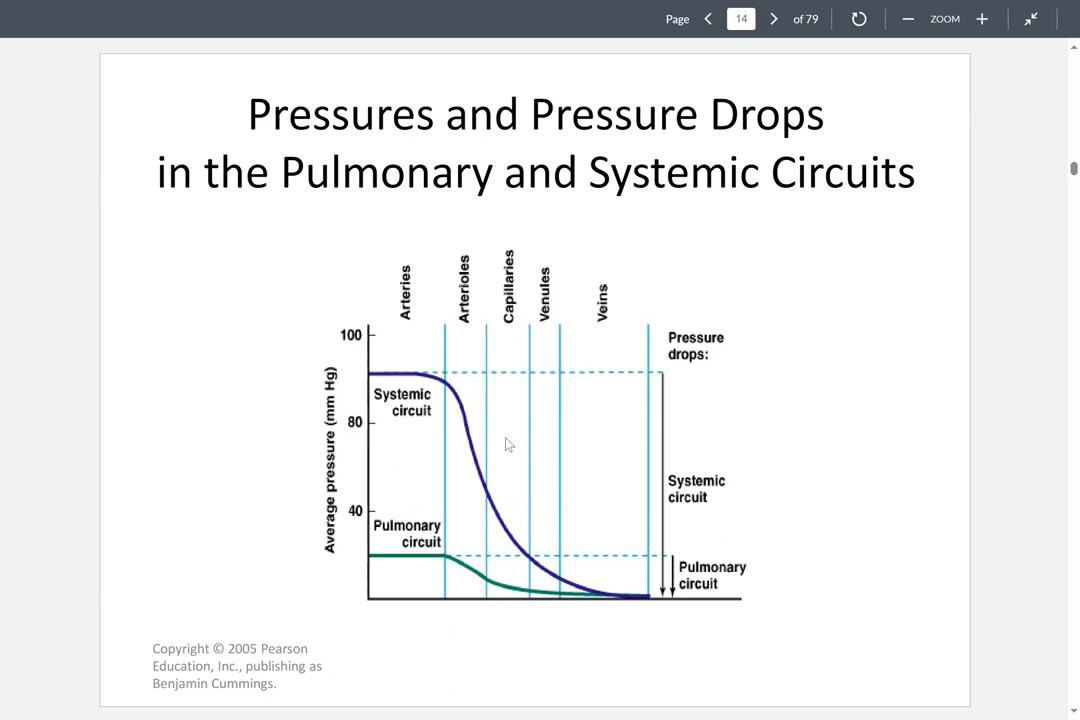 Page
14
of 79
ZOOM
Pressures and Pressure Drops
in the Pulmonary and Systemic Circuits
Arteries
Arterioles
Capillaries
Venules
Veins
Average pressure (mm Hg)
100
80
40
Systemic
circuit
Pulmonary
circuit
Pressure
drops:
Systemic
circuit
Pulmonary
circuit
Copyright © 2005 Pearson
Education, Inc., publishing as
Benjamin Cummings.